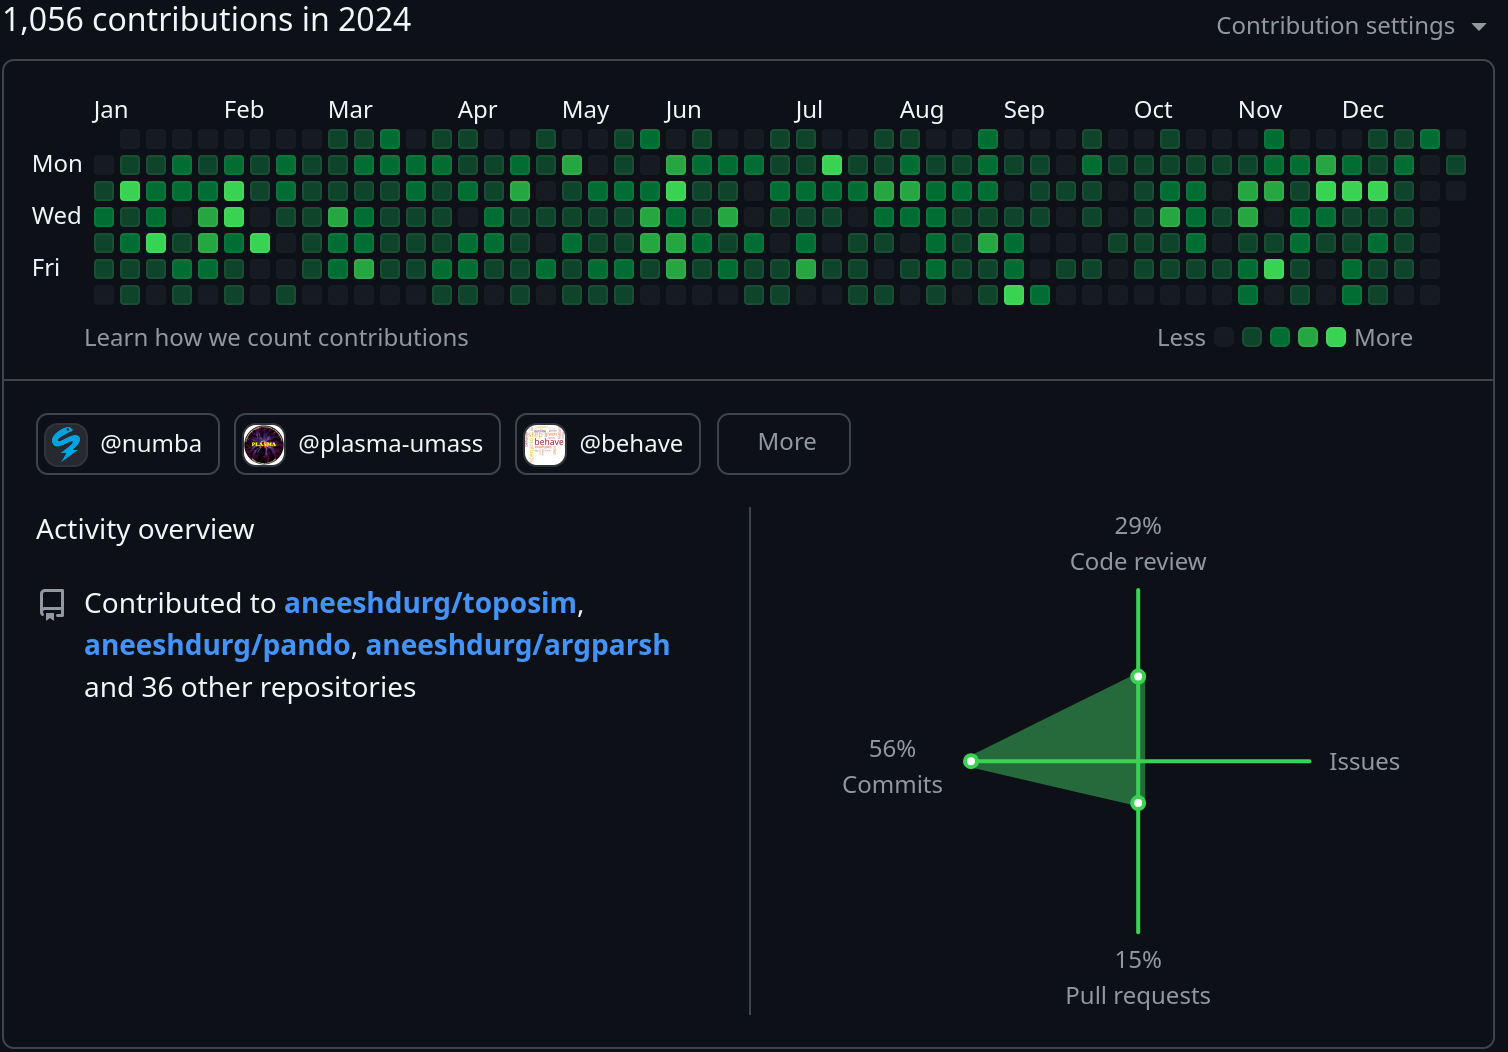 1,056 contributions in 2024
Contribution settings
Jan Feb Mar Apr May Jun Jul Aug Sep Oct Nov Dec
Mon
Wed
Fri
Learn how we count contributions
Less More
@numba
PLASMA
@plasma-umass
behave
@behave
More
Activity overview
Contributed to aneeshdurg/toposim,
aneeshdurg/pando, aneeshdurg/argparsh
and 36 other repositories
29%
Code review
56%
Commits
Issues
15%
Pull requests